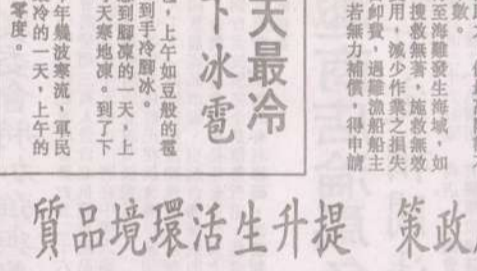 數。
至海難發生海域，如
搜救無著，施救無效
用，減少作業之損失
卹費，遇難漁船船主
若無力補償，得申請
天最冷
下冰雹
，上午如豆般的雹
到手冷腳冰。
感到腳凍的一天，上
天寒地凍。到了下
年幾波寒流，軍民
冷的一天，上午的
零度。
政策 提升生活環境品質